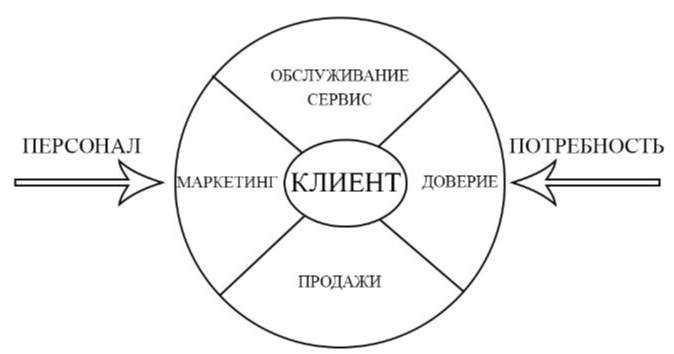 ОБСЛУЖИВАНИЕ
СЕРВИС
ПЕРСОНАЛ
ПОТРЕБНОСТЬ
МАРКЕТИНГ
КЛИЕНТ
ДОВЕРИЕ
ПРОДАЖИ